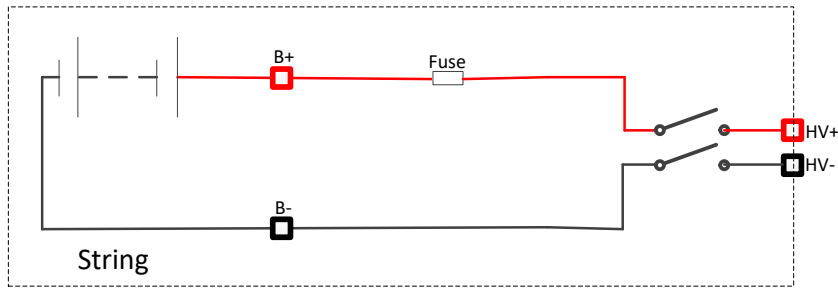 B+
Fuse
HV+
HV-
B-
String